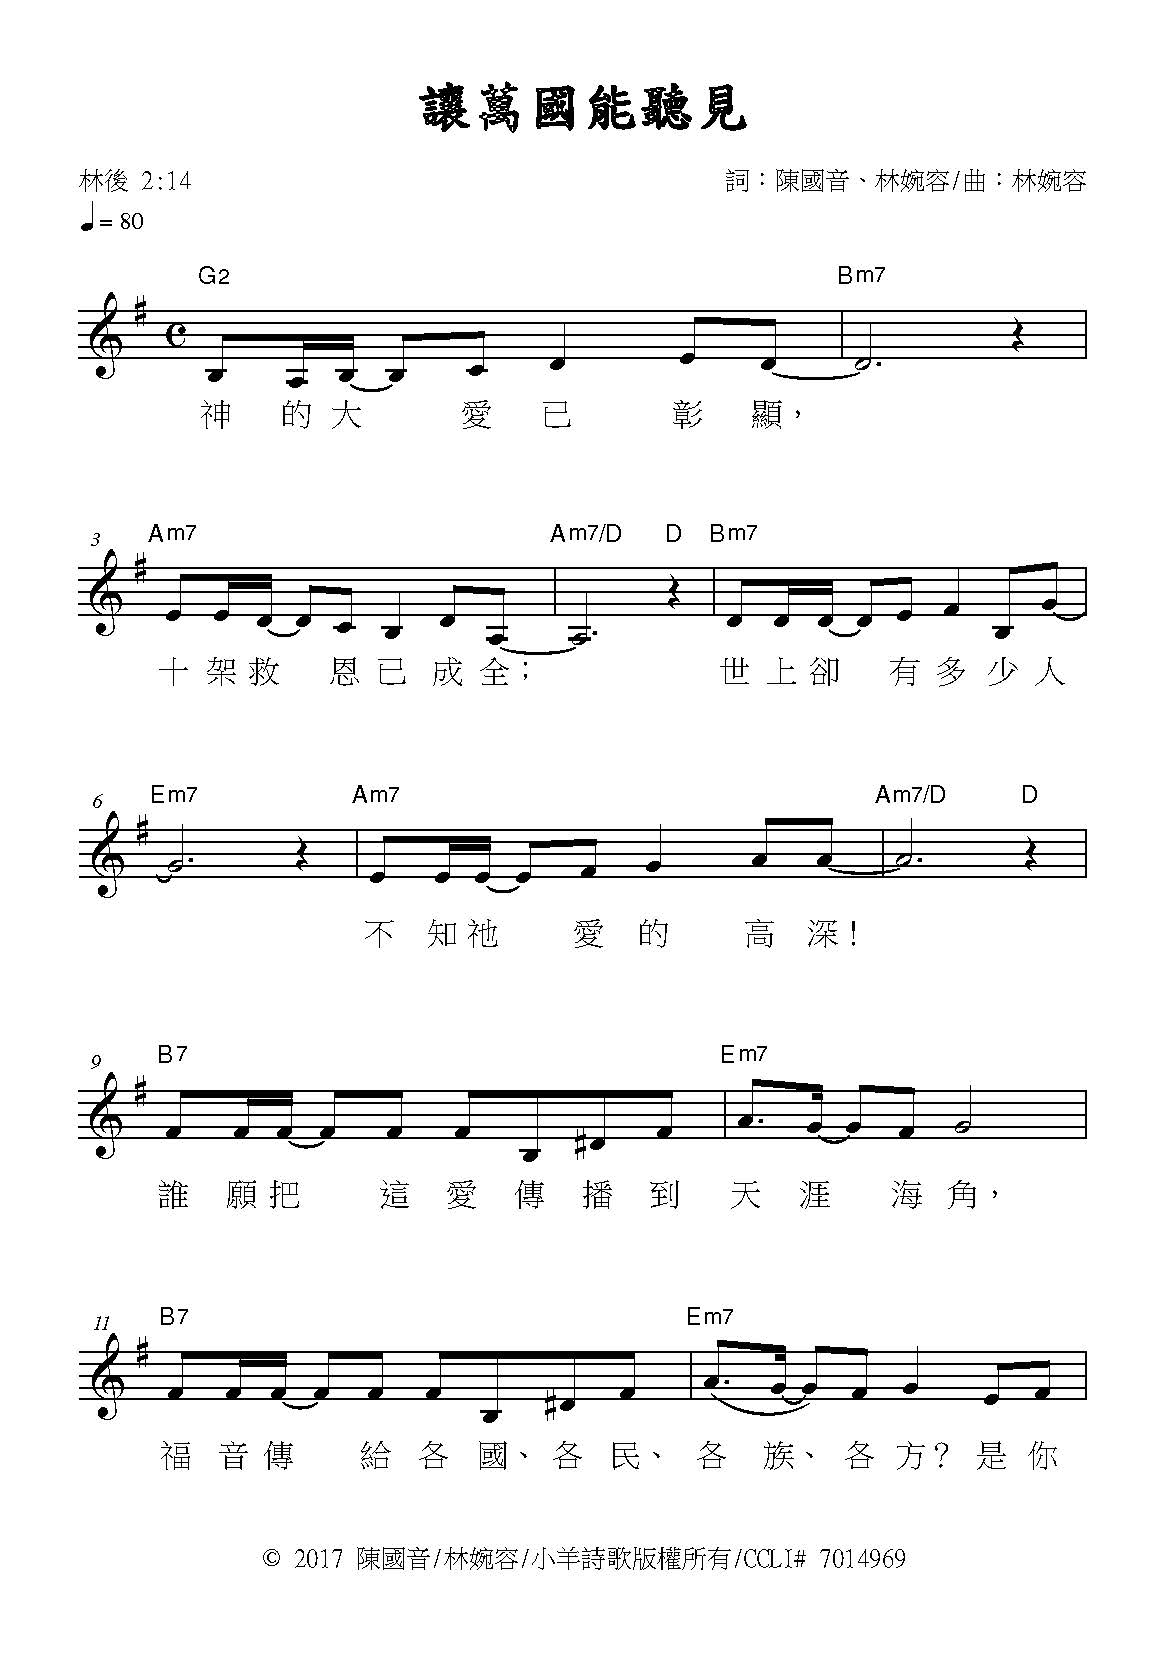 讓萬國能聽見
林後 2:14
詞：陳國音、林婉容/曲：林婉容
= 80
G2 Bm7
神 的 大 愛 已 彰 顯，
3 Am7 Am7/D D Bm7
十 架 救 恩 已 成 全； 世 上 卻 有 多 少 人
6 Em7 Am7 Am7/D D
不 知 祂 愛 的 高 深！
9 B7 Em7
誰 願 把 這 愛 傳 播 到 天 涯 海 角，
11 B7 Em7
福 音 傳 給 各 國、 各 民、 各 族、 各 方？ 是 你
© 2017 陳國音/林婉容/小羊詩歌版權所有/CCLI# 7014969